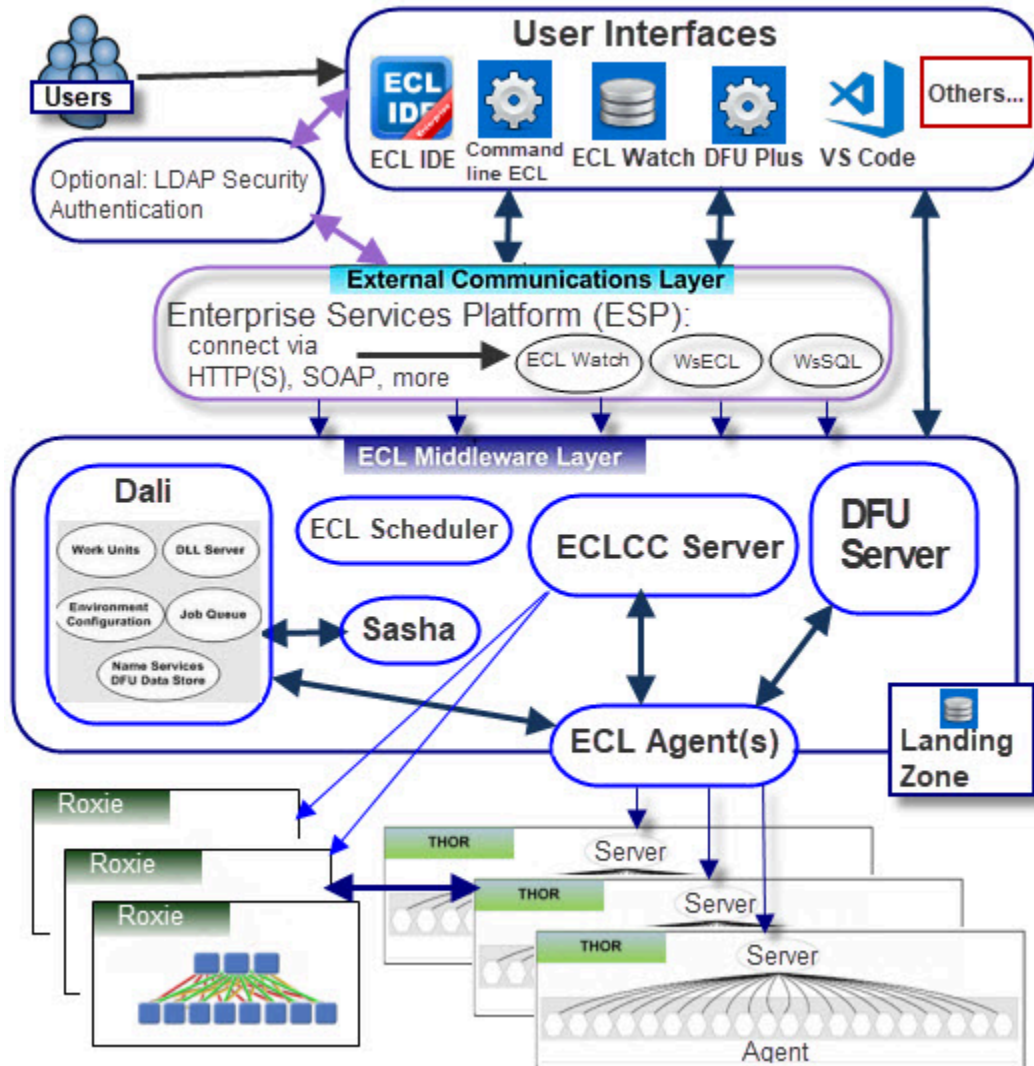 User Interfaces
Users
ECL
IDE
Enterprise
Others...
ECL IDE
Command
line ECL
ECL Watch
DFU Plus
VS Code
Optional: LDAP Security
Authentication
External Communications Layer
Enterprise Services Platform (ESP):
connect via
HTTP(S), SOAP, more
ECL Watch
WsECL
WsSQL
ECL Middleware Layer
Dali
Work Units
DLL Server
Environment
Configuration
Job Queue
Name Services
DFU Data Store
ECL Scheduler
ECLCC Server
DFU
Server
Sasha
ECL Agent(s)
Landing
Zone
Roxie
Roxie
Roxie
THOR
Server
THOR
Server
THOR
Server
Agent